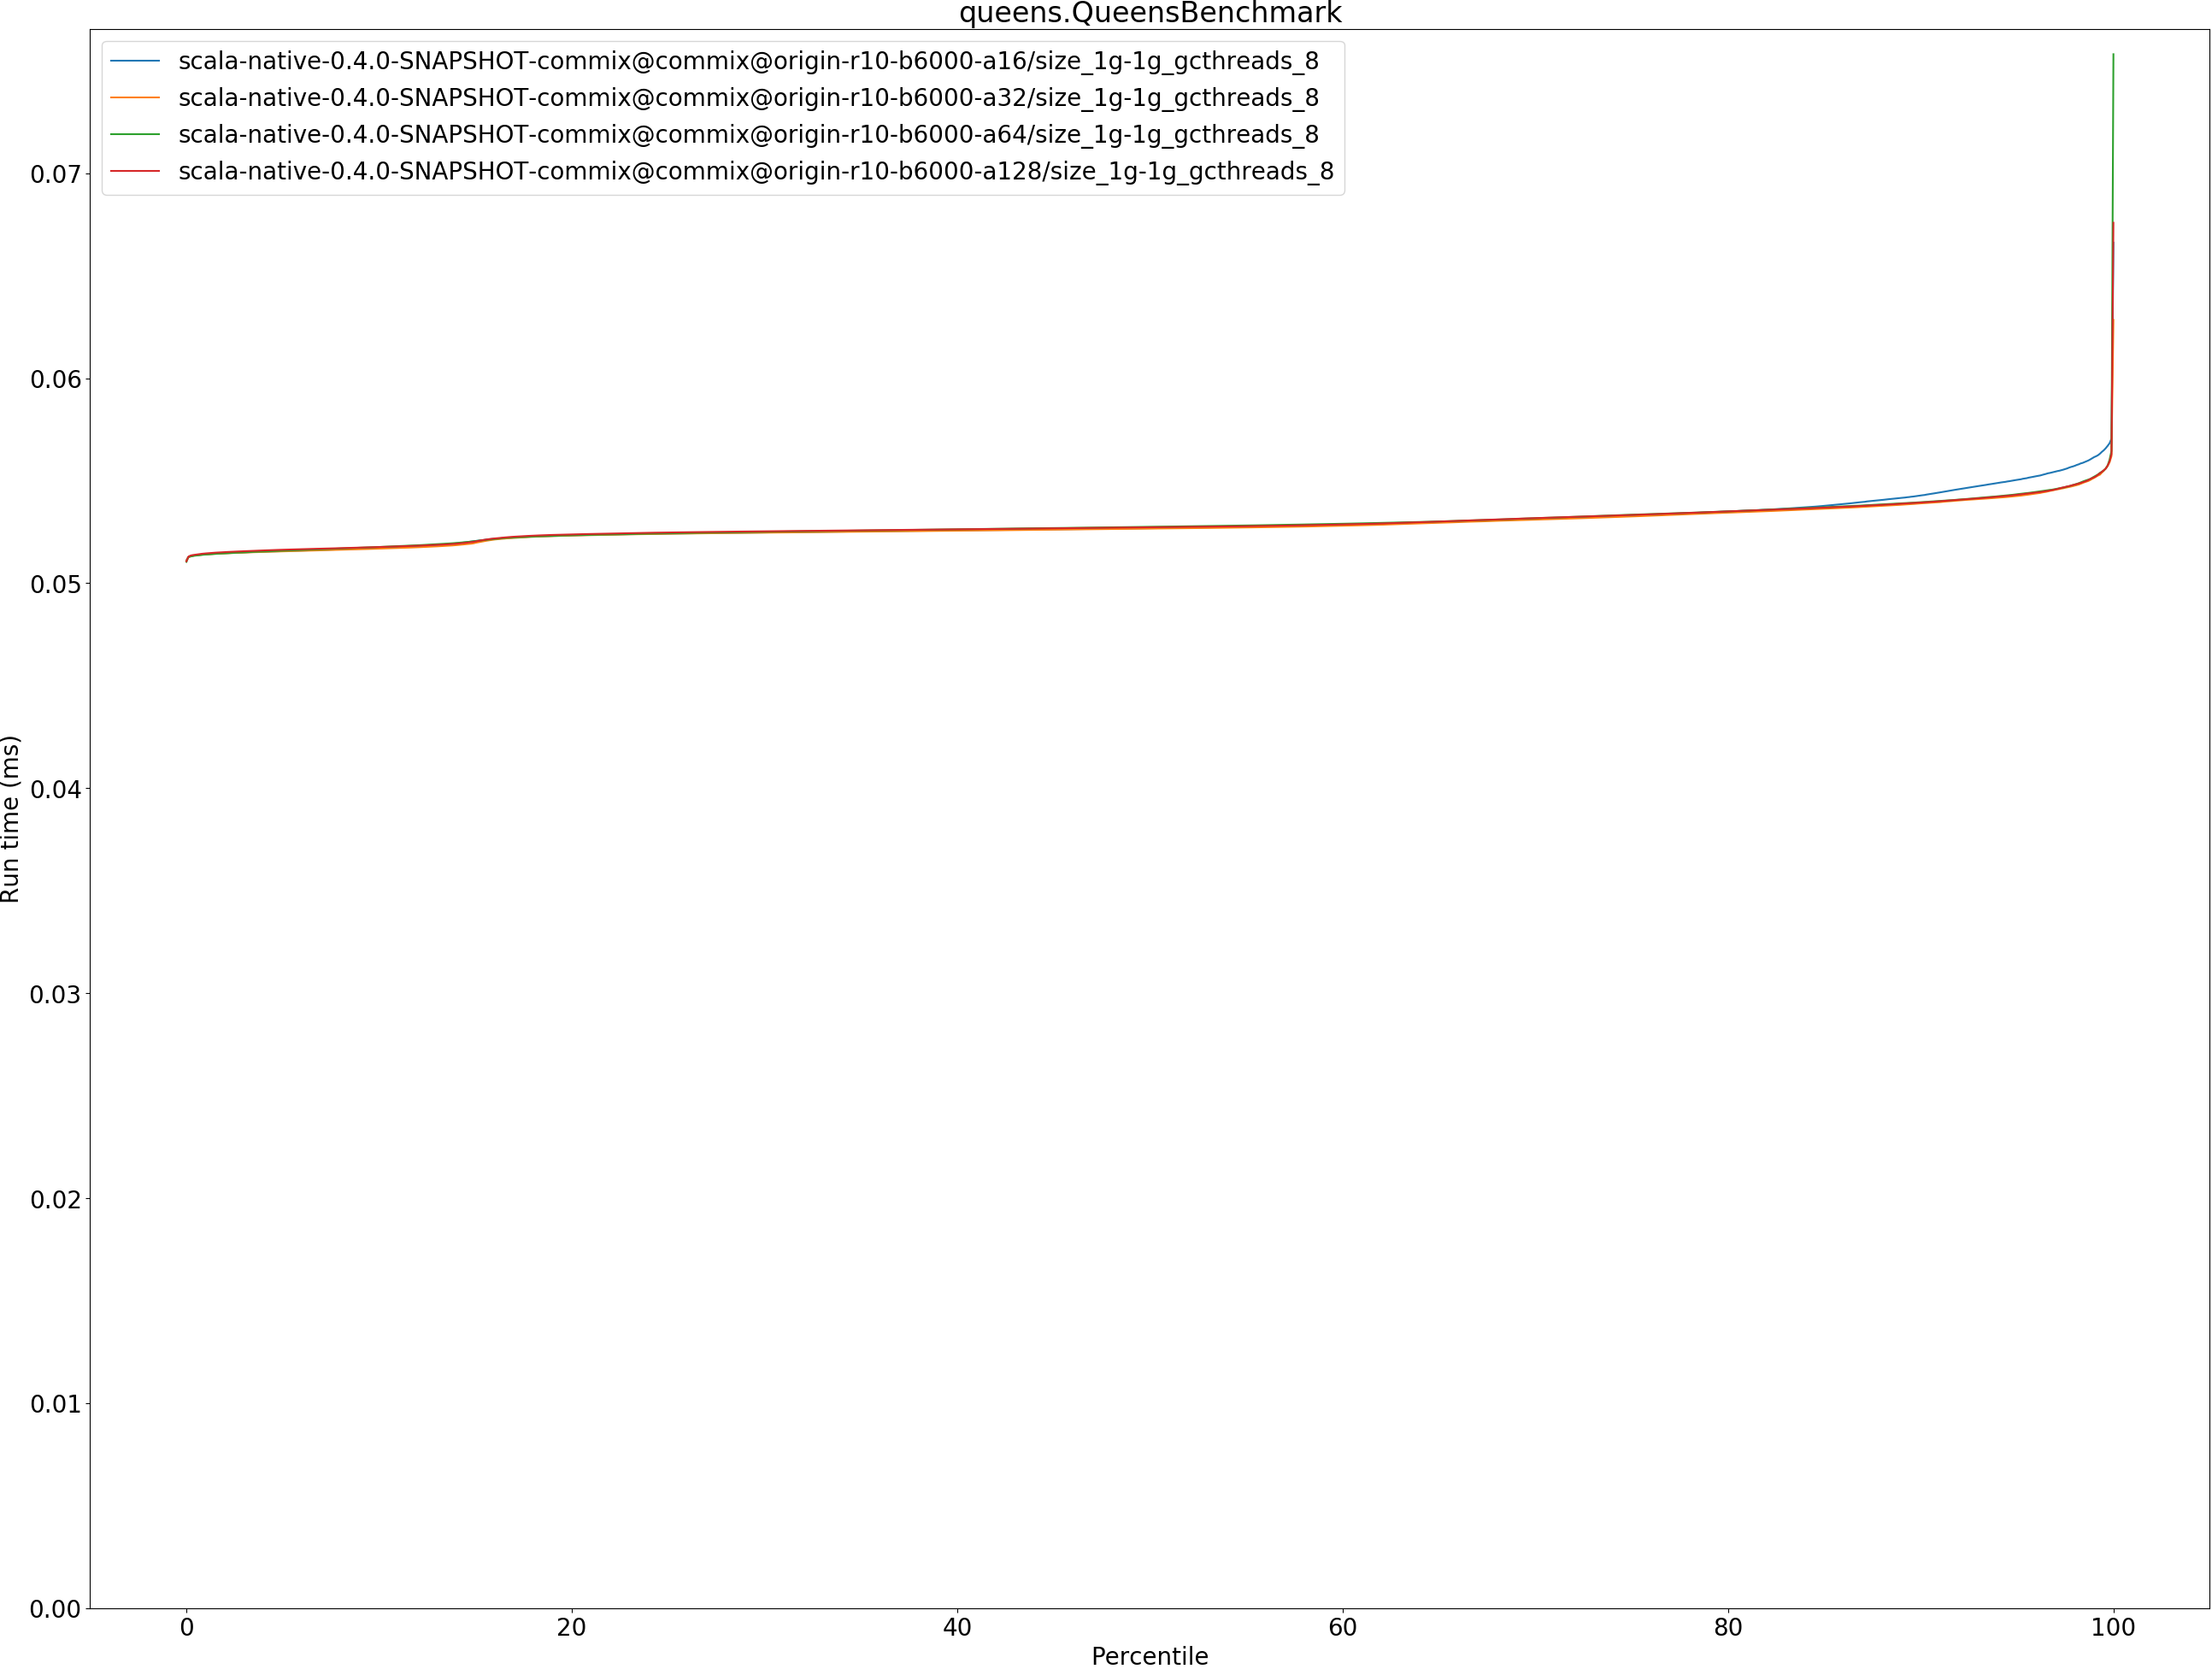 queens.QueensBenchmark
scala-native-0.4.0-SNAPSHOT-commix@commix@origin-r10-b6000-a16/size_1g-1g_gcthreads_8
scala-native-0.4.0-SNAPSHOT-commix@commix@origin-r10-b6000-a32/size_1g-1g_gcthreads_8
scala-native-0.4.0-SNAPSHOT-commix@commix@origin-r10-b6000-a64/size_1g-1g_gcthreads_8
scala-native-0.4.0-SNAPSHOT-commix@commix@origin-r10-b6000-a128/size_1g-1g_gcthreads_8
0.07
0.06
0.05
0.04
0.03
0.02
0.01
0.00
Run time (ms)
0 20 40 60 80 100
Percentile